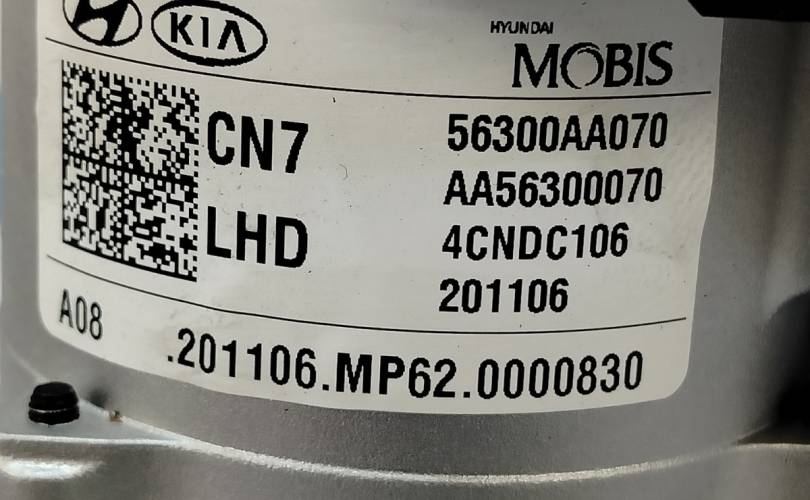 KIA
HYUNDAI
MOBIS
CN7
56300AA070
AA56300070
LHD
4CNDC106
201106
A08
.201106.MP62.0000830